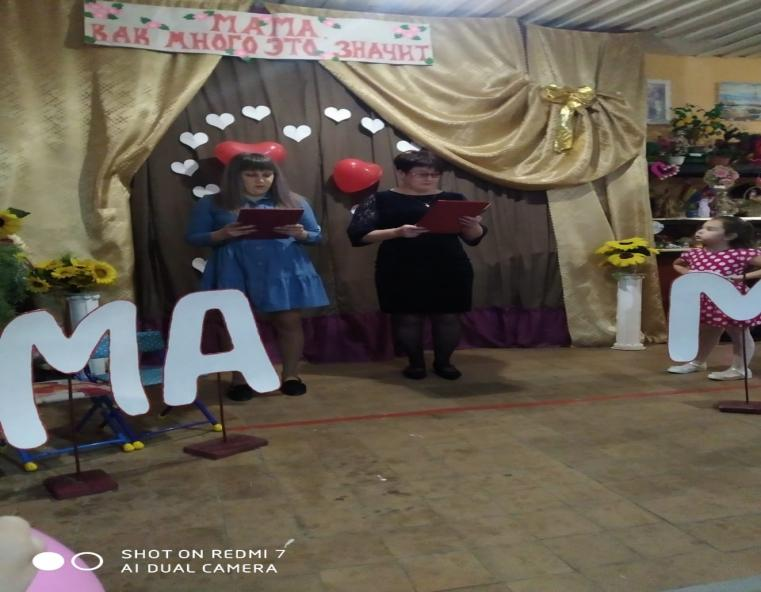 МАМА
КАК МНОГО ЭТО ЗНАЧИТ
МА
М
SHOT ON REDMI 7
AI DUAL CAMERA